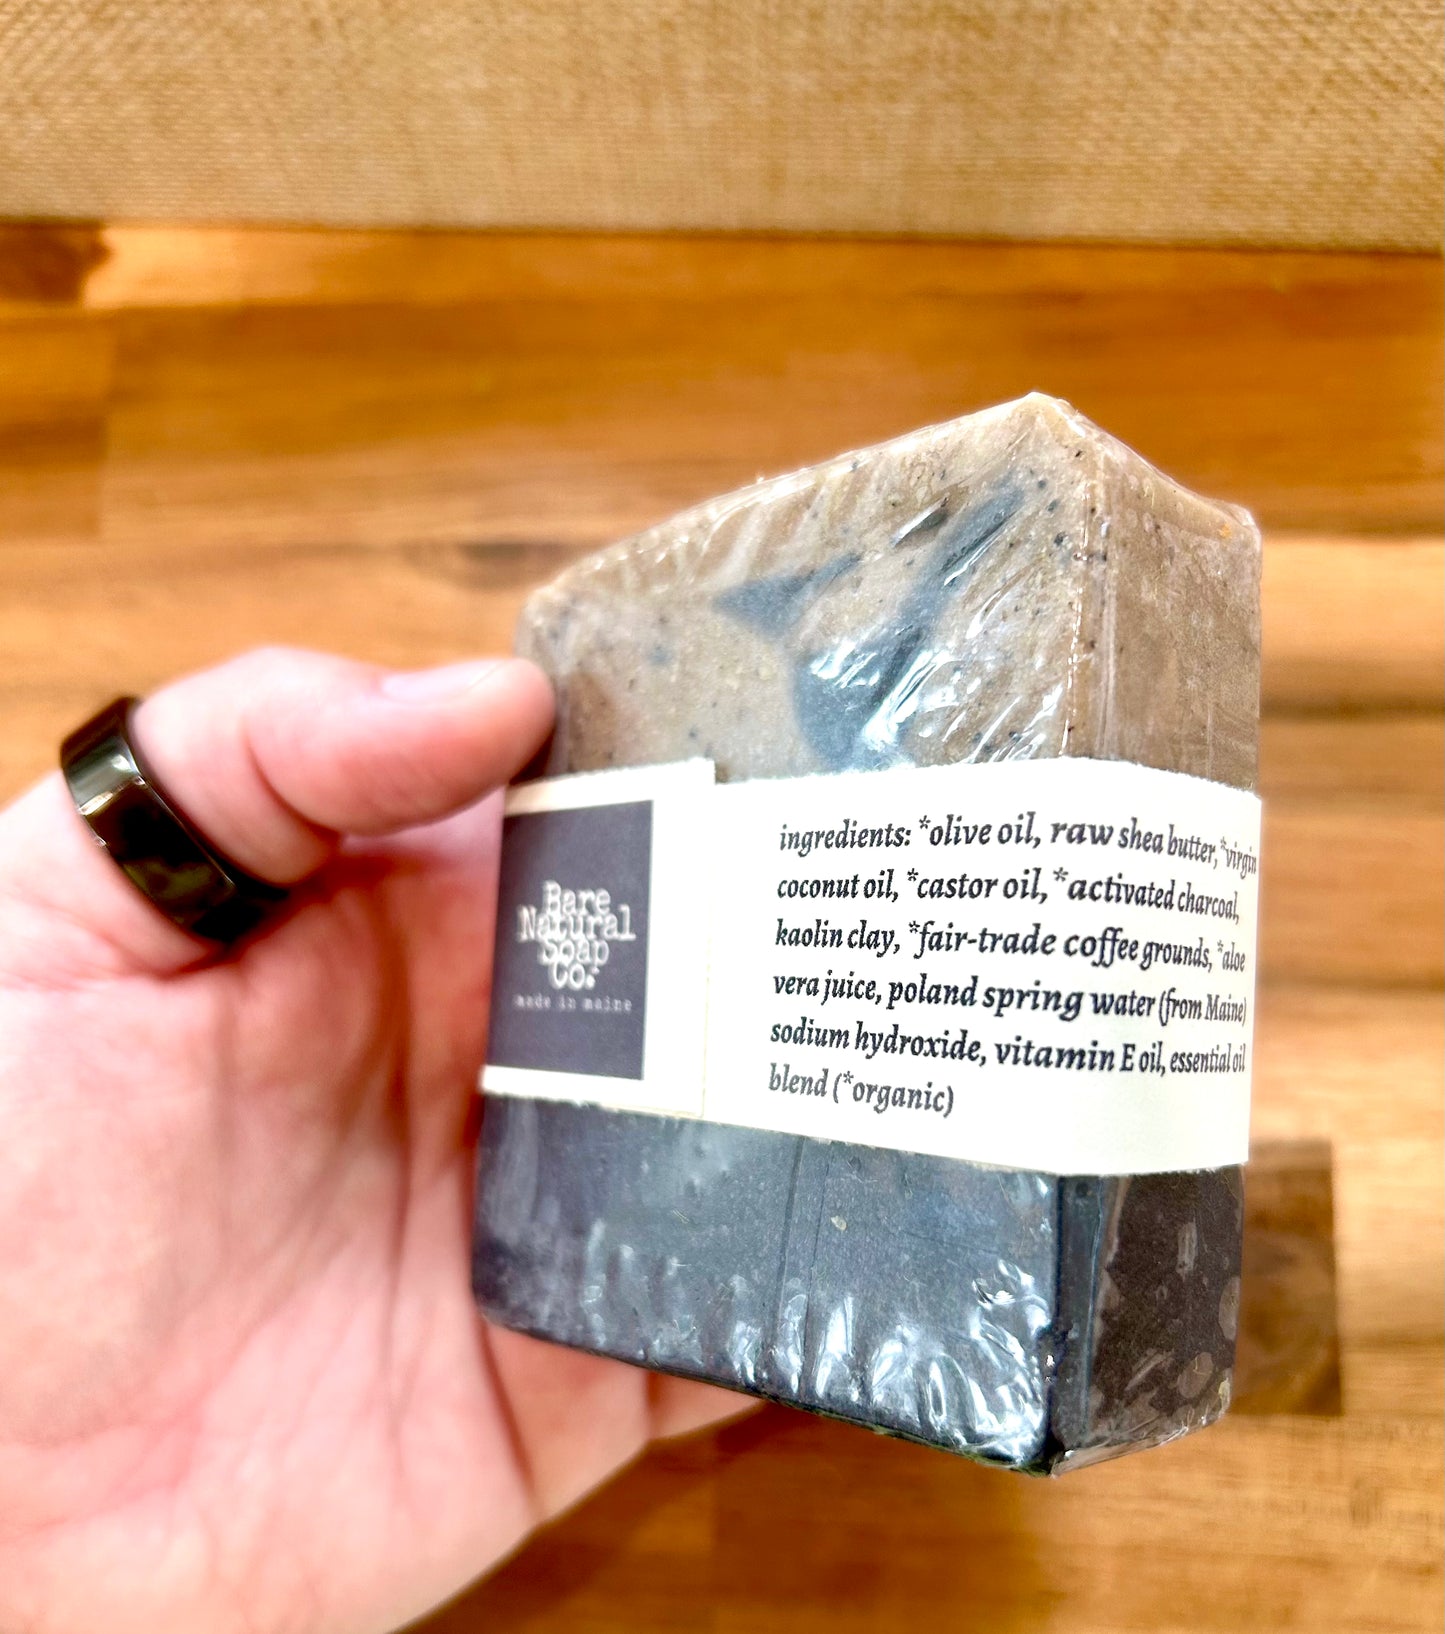 Bare
Natural
Soap
Co.
made in maine
ingredients: *olive oil, raw shea butter, *virgin
coconut oil, *castor oil, *activated charcoal,
kaolin clay, *fair-trade coffee grounds, *aloe
vera juice, poland spring water (from Maine)
sodium hydroxide, vitamin E oil, essential oil
blend (*organic)